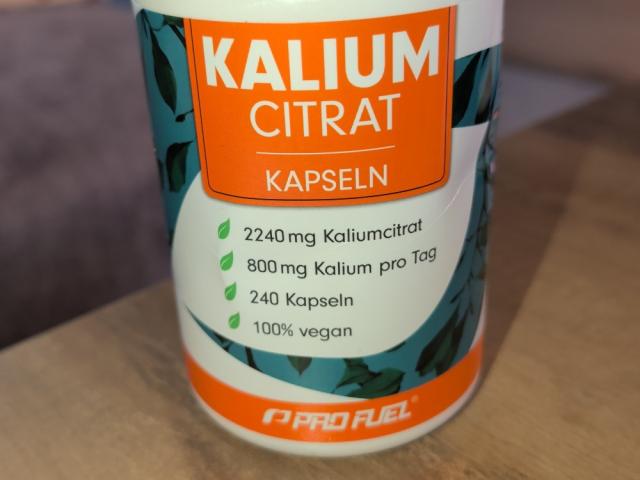 KALIUM
CITRAT
KAPSELN
2240 mg Kaliumcitrat
800 mg Kalium pro Tag
240 Kapseln
100% vegan
PRO FUEL®